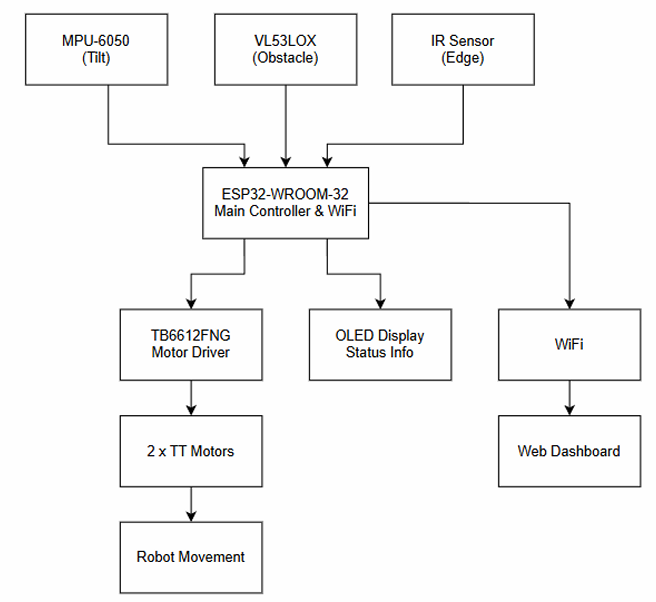 MPU-6050
(Tilt)
VL53LOX
(Obstacle)
IR Sensor
(Edge)
ESP32-WROOM-32
Main Controller & WiFi
TB6612FNG
Motor Driver
OLED Display
Status Info
WiFi
2 x TT Motors
Web Dashboard
Robot Movement